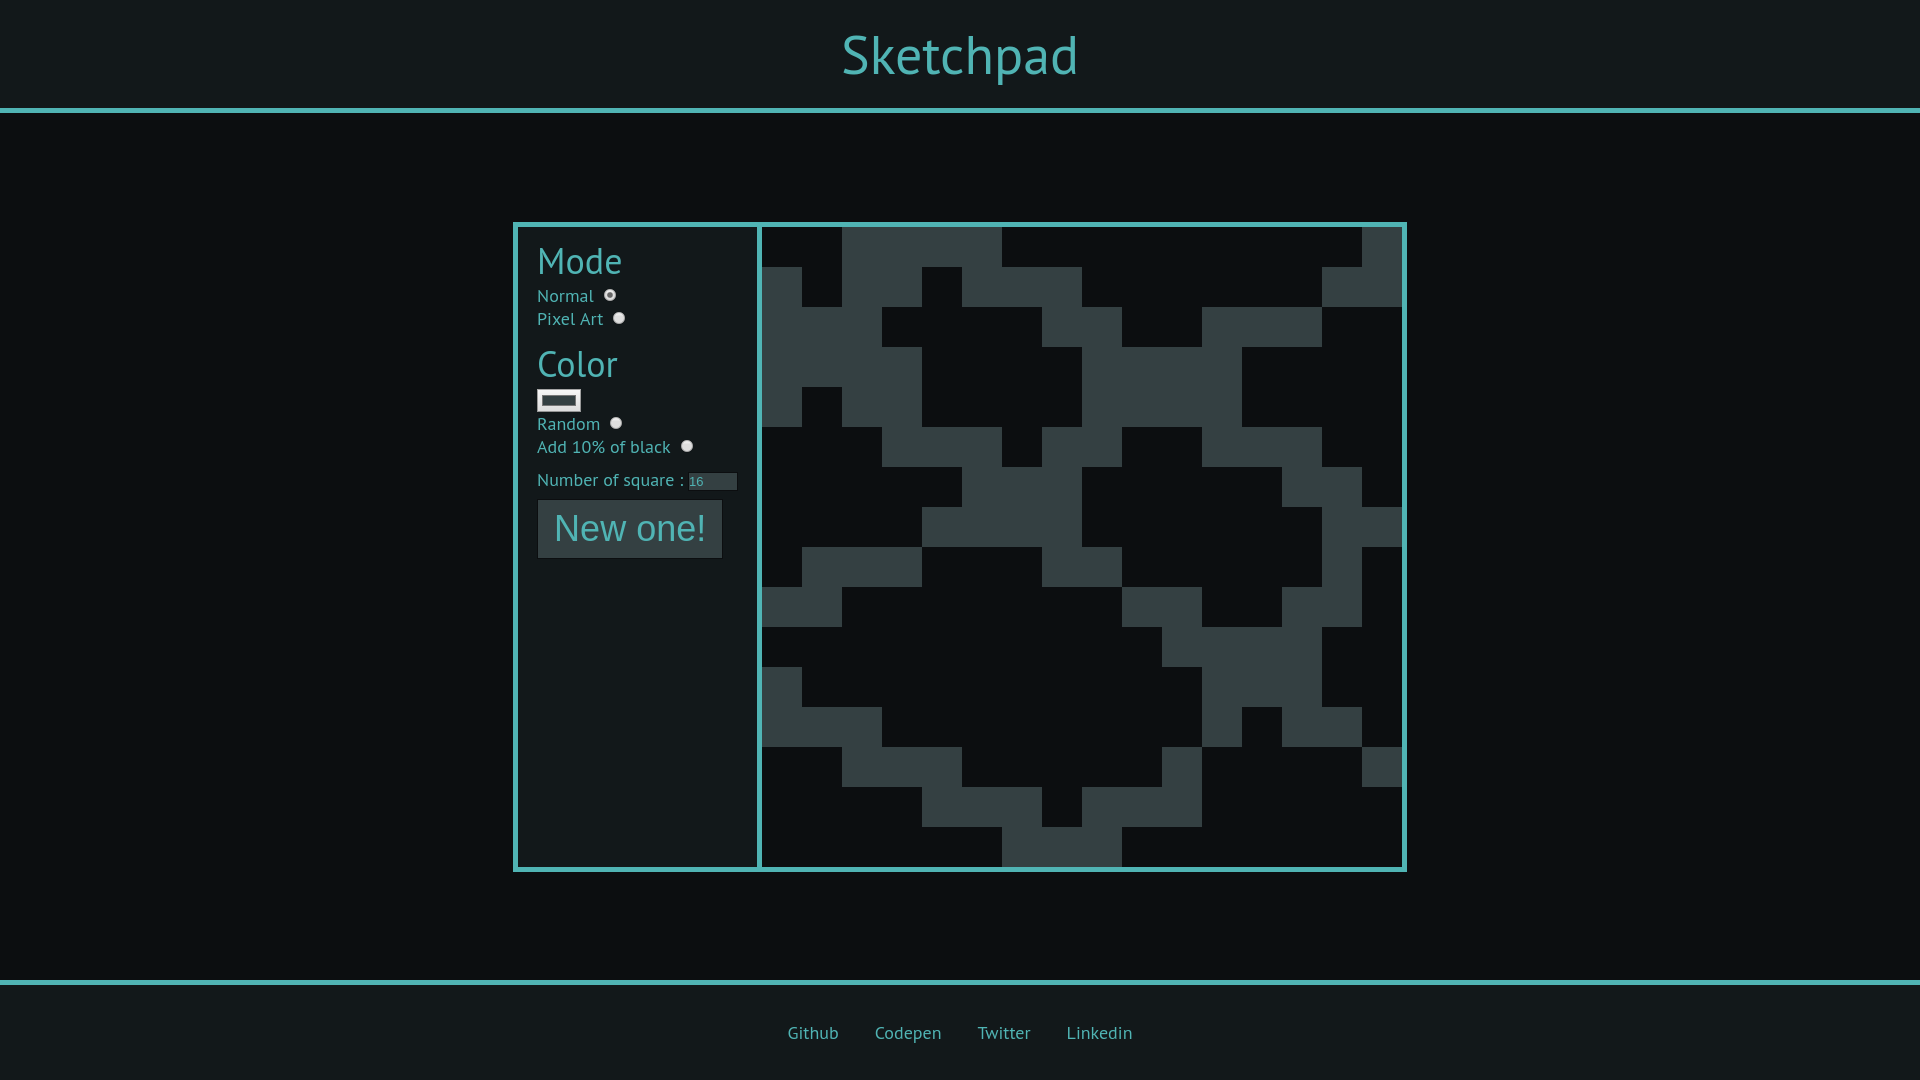 Sketchpad
Mode
Normal
Pixel Art
Color
Random
Add 10% of black
Number of square : 16
New one!
Github Codepen Twitter Linkedin